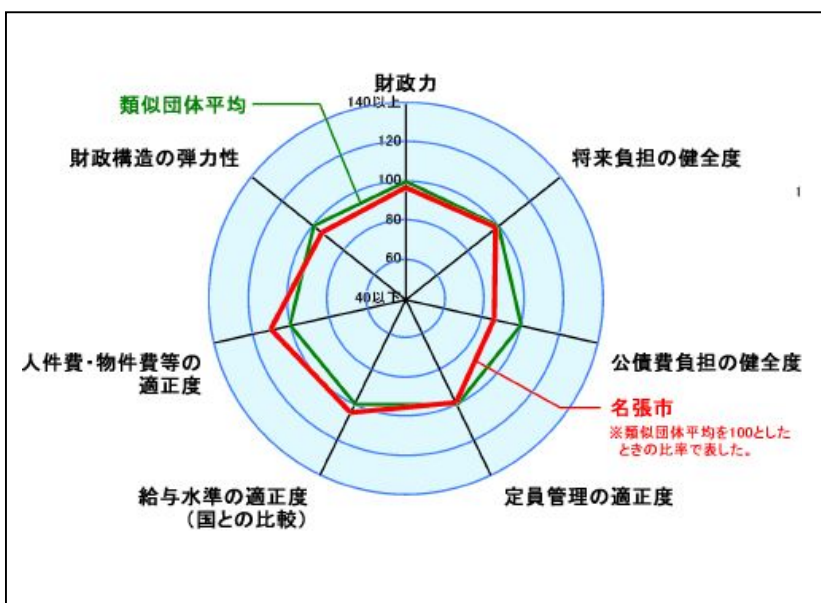 財政力
類似団体平均
140以上
財政構造の弾力性
120
将来負担の健全度
100
1
80
60
40以下
人件費・物件費等の
適正度
公債費負担の健全度
名張市
※類似団体平均を100とした
ときの比率で表した。
給与水準の適正度
（国との比較）
定員管理の適正度